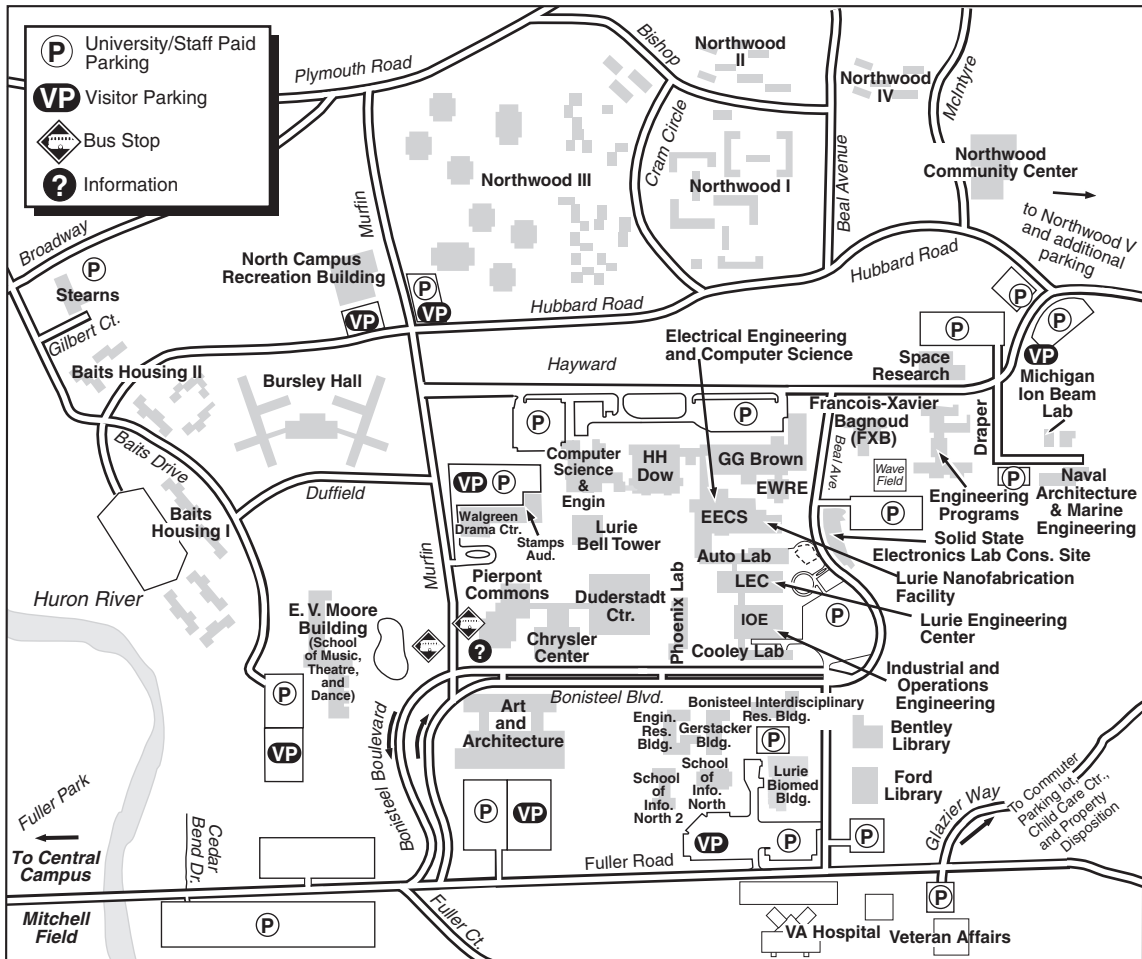 P
University/Staff Paid
Parking
VP
Visitor Parking
Bus Stop
?
Information
Plymouth Road
Bishop
Northwood
II
Northwood
IV
McIntyre
Cram Circle
Northwood III
Northwood I
Beal Avenue
Northwood
Community Center
to Northwood V
and additional
parking
Murfin
Broadway
P
Stearns
Gilbert Ct.
North Campus
Recreation Building
P
VP
VP
Hubbard Road
Hubbard Road
P
P
P
VP
Electrical Engineering
and Computer Science
Hayward
Space
Research
Michigan
Ion Beam
Lab
Baits Housing II
Bursley Hall
Baits Drive
Francois-Xavier
Bagnoud
(FXB)
Draper
P
P
Computer
Science
&
Engin
HH
Dow
GG Brown
EWRE
Beal Ave.
Wave
Field
P
Naval
Architecture
& Marine
Engineering
Engineering
Programs
Duffield
VP
P
Walgreen
Drama Ctr.
Stamps
Aud.
Lurie
Bell Tower
EECS
P
Solid State
Electronics Lab Cons. Site
Baits
Housing I
Murfin
Auto Lab
Lurie Nanofabrication
Facility
Huron River
Pierpont
Commons
Duderstadt
Ctr.
Phoenix Lab
LEC
IOE
P
Lurie Engineering
Center
E. V. Moore
Building
(School
of Music,
Theatre,
and
Dance)
?
Chrysler
Center
Cooley Lab
Industrial and
Operations
Engineering
P
VP
Bonisteel Boulevard
Bonisteel Blvd.
Art
and
Architecture
Bonisteel Interdisciplinary
Res. Bldg.
Engin.
Res.
Bldg.
Gerstacker
Bldg.
P
Bentley
Library
School
of
Info.
North 2
School
of
Info.
North
Lurie
Biomed
Bldg.
Ford
Library
Glazier Way
To Commuter
Parking lot,
Child Care Ctr.,
and Property
Disposition
Fuller Park
To Central
Campus
Cedar
Bend Dr.
P
VP
VP
P
P
Fuller Road
Mitchell
Field
P
Fuller Ct.
VA Hospital
P
Veteran Affairs